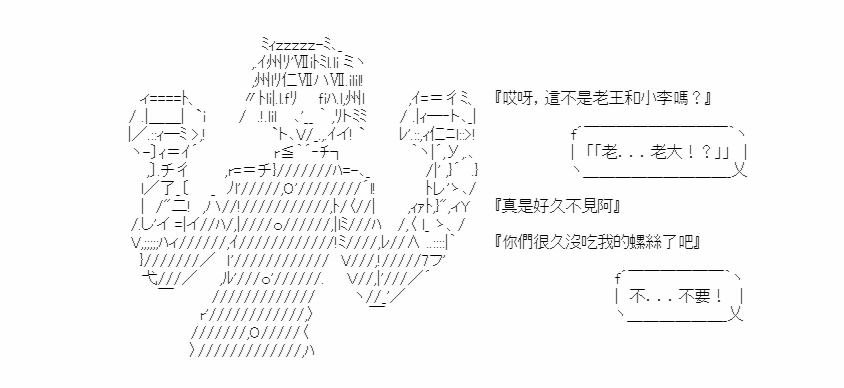 『哎呀，這不是老王和小李嗎？』
「「老．．．老大！？」」
『真是好久不見阿』
『你們很久沒吃我的螺絲了吧』
不．．．不要！